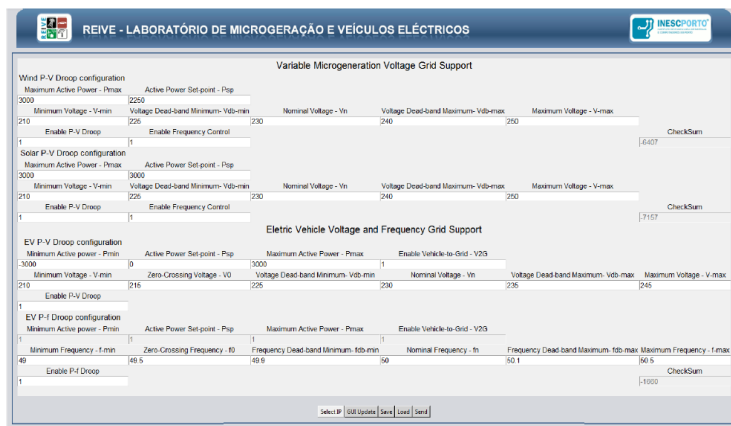 REIVE
REIVE - LABORATÓRIO DE MICROGERAÇÃO E VEÍCULOS ELÉCTRICOS
INESCPORTO
Variable Microgeneration Voltage Grid Support
Wind P-V Droop configuration
Maximum Active Power - Pmax Active Power Set-point - Psp
3000 2250
Minimum Voltage - V-min Voltage Dead-band Minimum- Vdb-min Nominal Voltage - Vn Voltage Dead-band Maximum- Vdb-max Maximum Voltage - V-max
210 225 230 240 250
Enable P-V Droop Enable Frequency Control CheckSum
1 1 -6407
Solar P-V Droop configuration
Maximum Active Power - Pmax Active Power Set-point - Psp
3000 3000
Minimum Voltage - V-min Voltage Dead-band Minimum- Vdb-min Nominal Voltage - Vn Voltage Dead-band Maximum- Vdb-max Maximum Voltage - V-max
210 225 230 240 250
Enable P-V Droop Enable Frequency Control CheckSum
1 1 -7157
Eletric Vehicle Voltage and Frequency Grid Support
EV P-V Droop configuration
Minimum Active power - Pmin Active Power Set-point - Psp Maximum Active Power - Pmax Enable Vehicle-to-Grid - V2G
-3000 0 3000 1
Minimum Voltage - V-min Zero-Crossing Voltage - V0 Voltage Dead-band Minimum- Vdb-min Nominal Voltage - Vn Voltage Dead-band Maximum- Vdb-max Maximum Voltage - V-max
210 215 225 230 235 245
Enable P-V Droop
1
EV P-f Droop configuration
Minimum Active power - Pmin Active Power Set-point - Psp Maximum Active Power - Pmax Enable Vehicle-to-Grid - V2G
1 1 1 1
Minimum Frequency - f-min Zero-Crossing Frequency - f0 Frequency Dead-band Minimum- fdb-min Nominal Frequency - fn Frequency Dead-band Maximum- fdb-max Maximum Frequency - f-max
49 49.5 49.9 50 50.1 50.5
Enable P-f Droop CheckSum
1 -1000
Select IP GUI Update Save Load Send